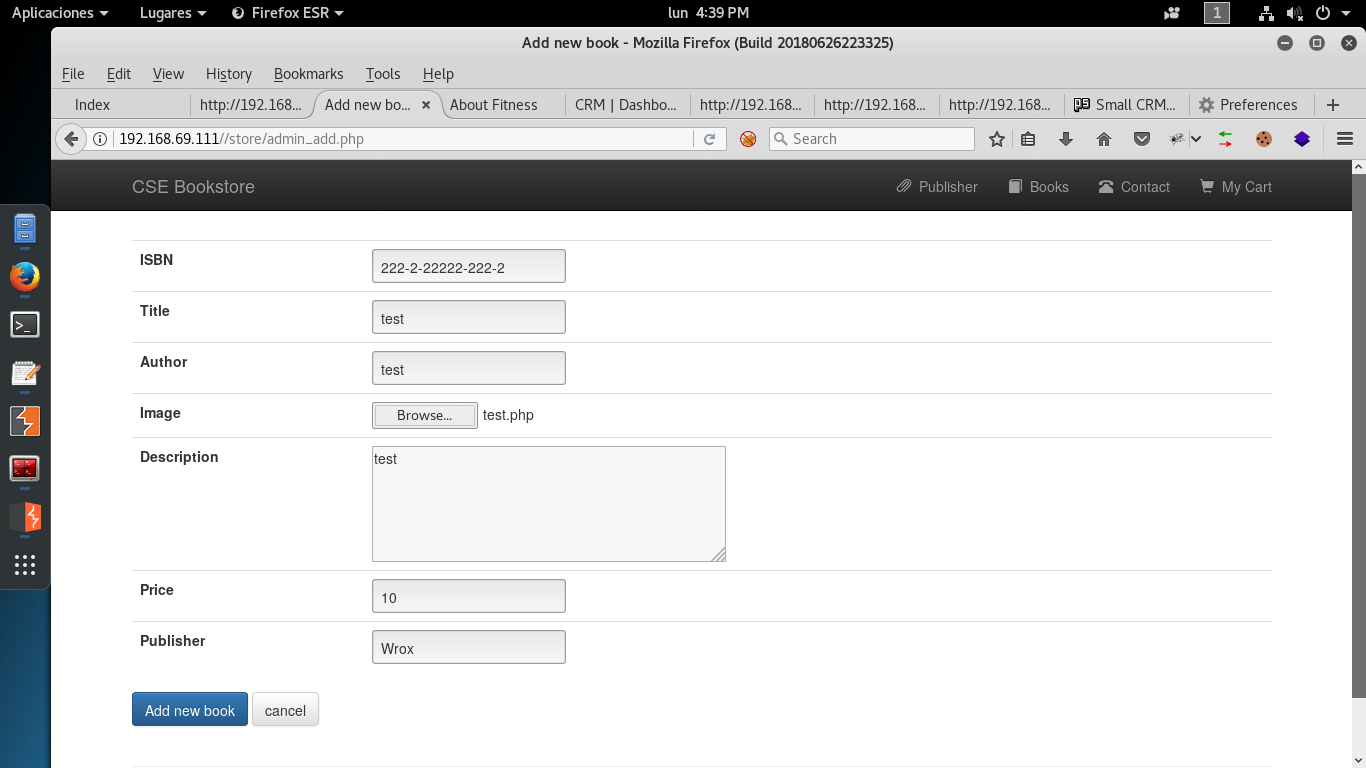 Aplicaciones Lugares Firefox ESR lun 4:39 PM 1
Add new book - Mozilla Firefox (Build 20180626223325)
File Edit View History Bookmarks Tools Help
Index http://192.168... Add new bo... About Fitness CRM | Dashbo... http://192.168... http://192.168... http://192.168... Small CRM... Preferences
192.168.69.111//store/admin_add.php Search
CSE Bookstore Publisher Books Contact My Cart
ISBN 222-2-22222-222-2
Title test
Author test
Image Browse... test.php
Description test
Price 10
Publisher Wrox
Add new book cancel